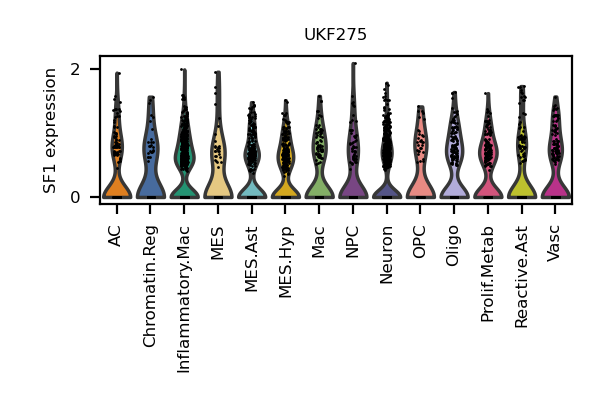 UKF275
SF1 expression
2
0
AC
Chromatin.Reg
Inflammatory.Mac
MES
MES.Ast
MES.Hyp
Mac
NPC
Neuron
OPC
Oligo
Prolif.Metab
Reactive.Ast
Vasc